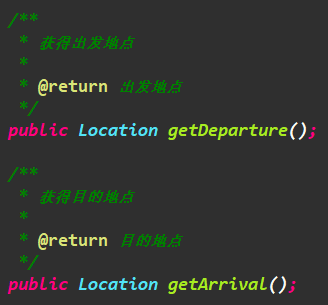 /**
 * 获得出发地点
 *
 * @return 出发地点
 */
public Location getDeparture();

/**
 * 获得目的地点
 *
 * @return 目的地点
 */
public Location getArrival();